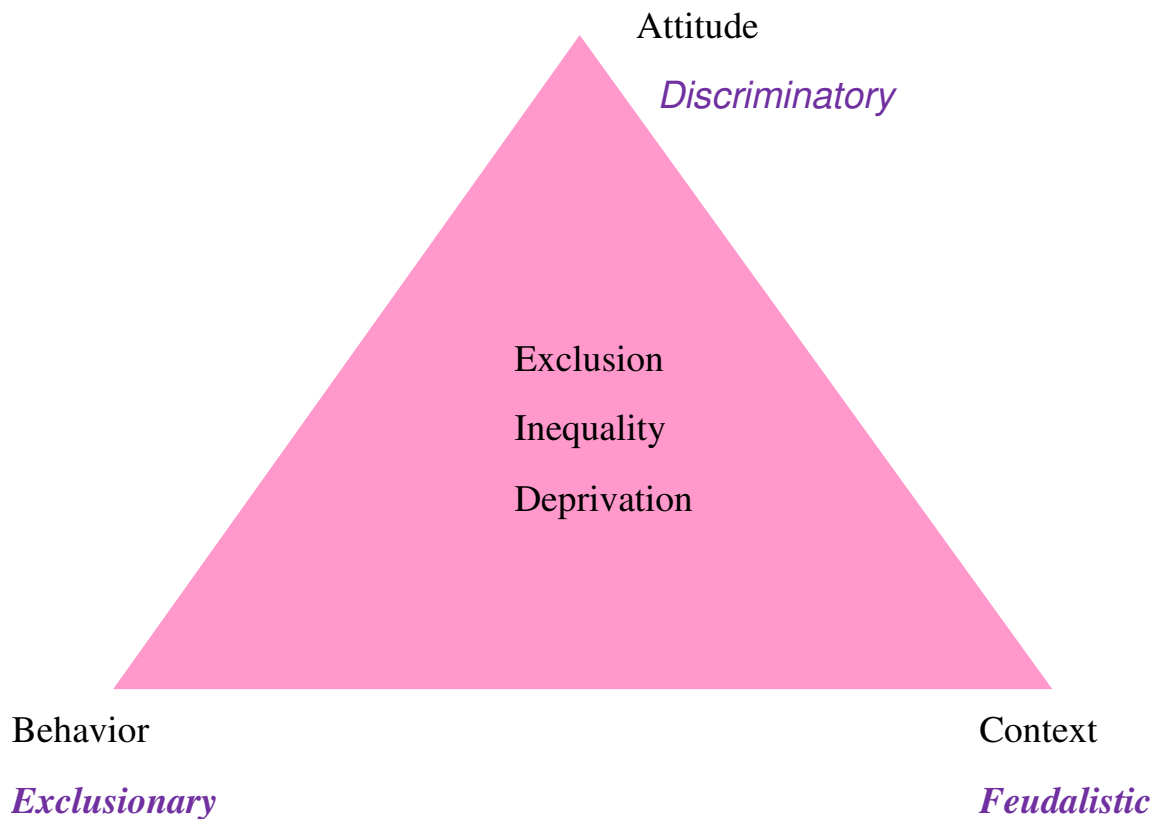 Attitude
Discriminatory
Exclusion
Inequality
Deprivation
Behavior
Context
Exclusionary
Feudalistic